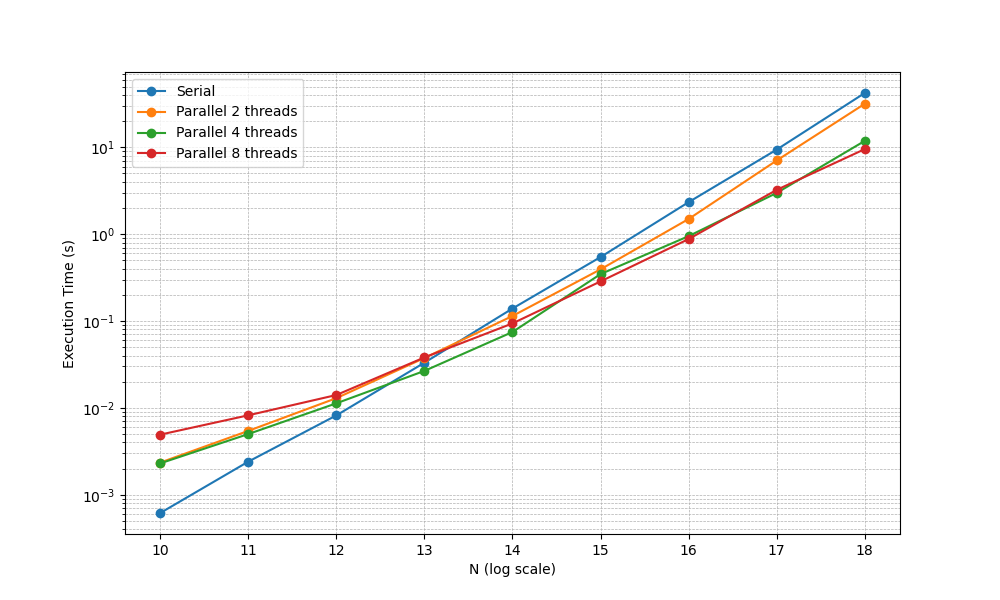 Serial
Parallel 2 threads
Parallel 4 threads
Parallel 8 threads
Execution Time (s)
10¹
10⁰
10⁻¹
10⁻²
10⁻³
10 11 12 13 14 15 16 17 18
N (log scale)